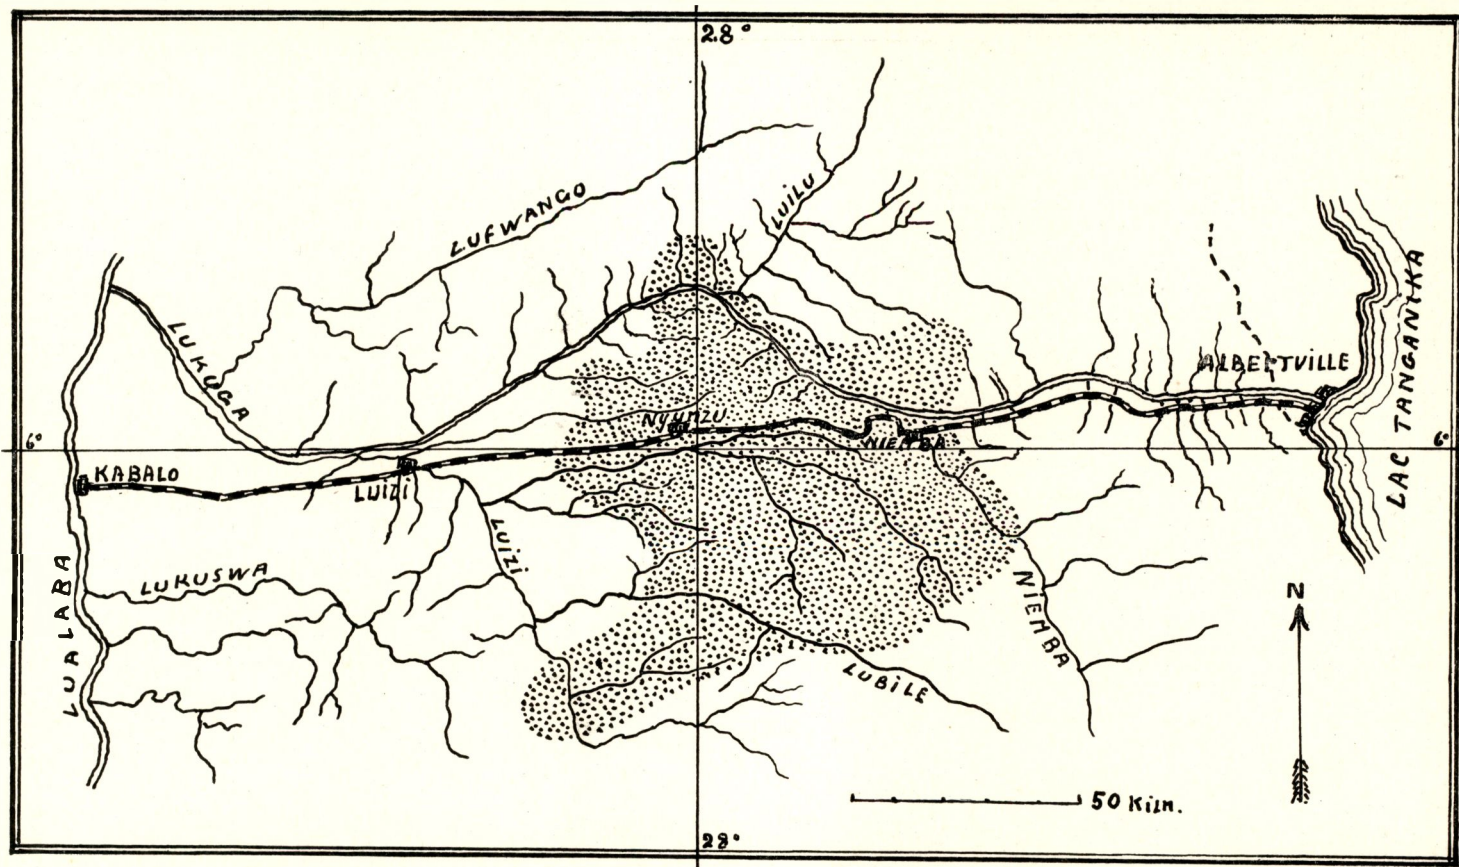 28°
LUFWANGO
LUILU
LUKUGA
ALBERTVILLE
LAC TANGANIKA
NYUNZU
NIEMBA
6°
6°
KABALO
LUIZI
LUIZI
LUKUSWA
LUALABA
NIEMBA
LUBILE
N
50 KILM.
28°